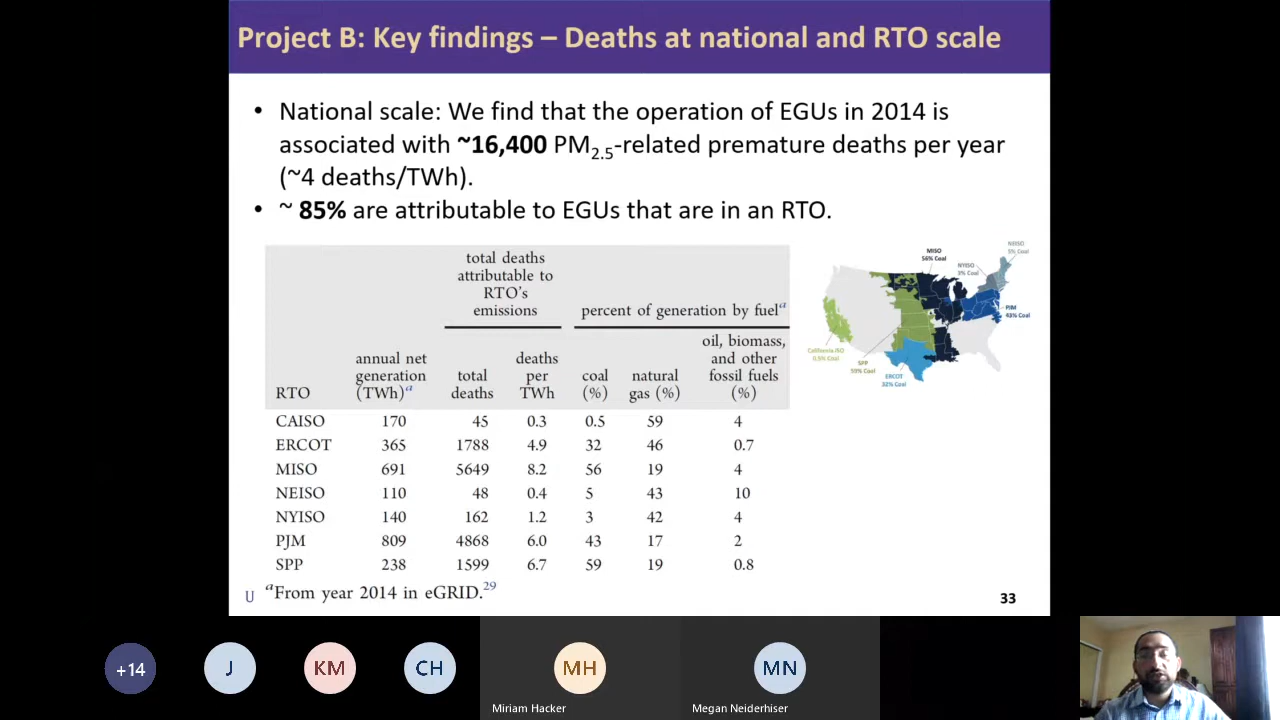 Project B: Key findings – Deaths at national and RTO scale
• National scale: We find that the operation of EGUs in 2014 is
associated with ~16,400 PM2.5-related premature deaths per year
(~4 deaths/TWh).
• ~ 85% are attributable to EGUs that are in an RTO.
total deaths
attributable to
RTO's
emissions
percent of generation by fuela
RTO
annual net
generation
(TWh)a
total
deaths
deaths
per
TWh
coal
(%)
natural
gas (%)
oil, biomass,
and other
fossil fuels
(%)
CAISO 170 45 0.3 0.5 59 4
ERCOT 365 1788 4.9 32 46 0.7
MISO 691 5649 8.2 56 19 4
NEISO 110 48 0.4 5 43 10
NYISO 140 162 1.2 3 42 4
PJM 809 4868 6.0 43 17 2
SPP 238 1599 6.7 59 19 0.8
U
aFrom year 2014 in eGRID.29
MISO
56% Coal
NEISO
5% Coal
NYISO
3% Coal
PJM
43% Coal
California ISO
0.5% Coal
SPP
59% Coal
ERCOT
32% Coal
33
+14
J
KM
CH
MH
MN
Miriam Hacker
Megan Neiderhiser